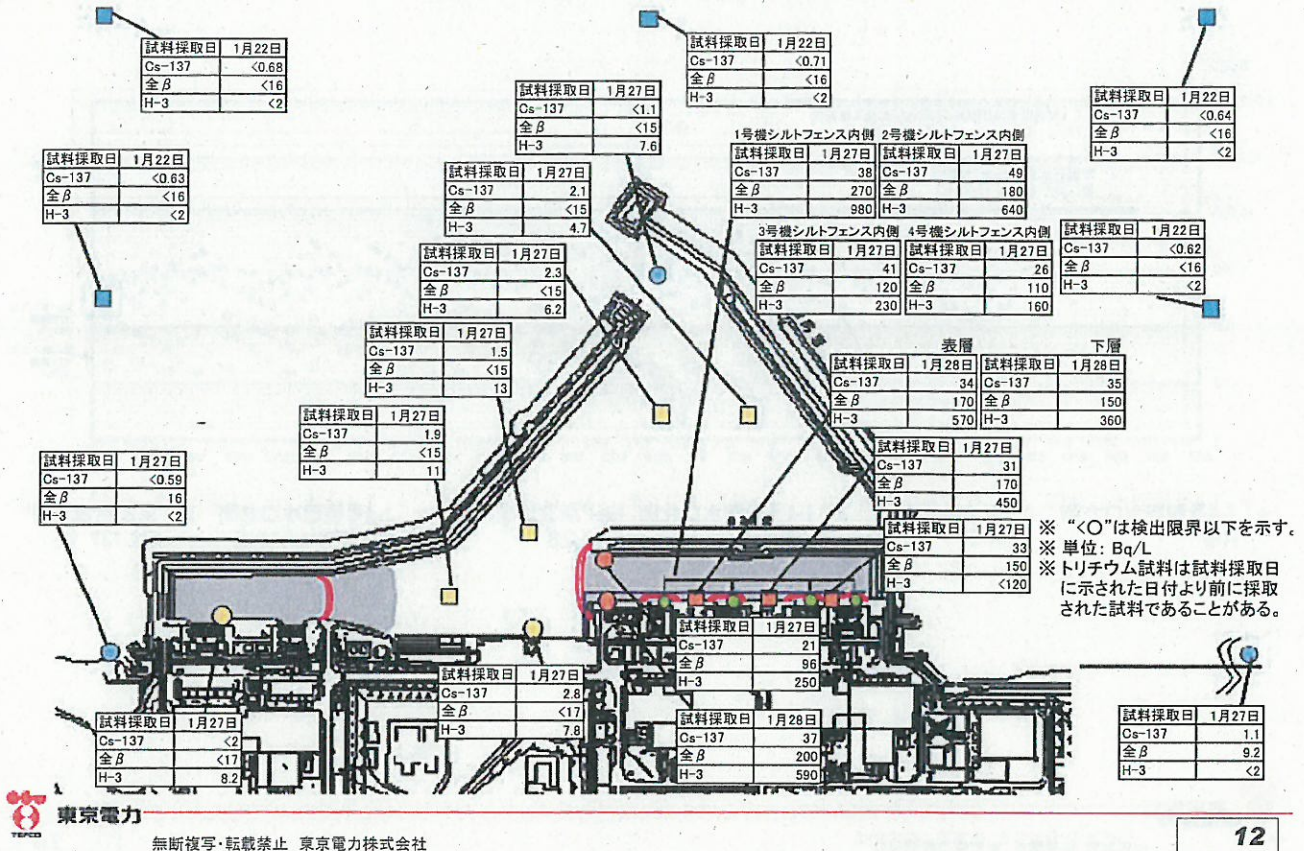 試料採取日 1月22日
Cs-137 <0.68
全β <16
H-3 <2
試料採取日 1月22日
Cs-137 <0.71
全β <16
H-3 <2
試料採取日 1月22日
Cs-137 <0.64
全β <16
H-3 <2
試料採取日 1月27日
Cs-137 <1.1
全β <15
H-3 7.6
試料採取日 1月22日
Cs-137 <0.63
全β <16
H-3 <2
試料採取日 1月27日
Cs-137 2.1
全β <15
H-3 4.7
1号機シルトフェンス内側
試料採取日 1月27日
Cs-137 38
全β 270
H-3 980
2号機シルトフェンス内側
試料採取日 1月27日
Cs-137 49
全β 180
H-3 640
3号機シルトフェンス内側
試料採取日 1月27日
Cs-137 41
全β 120
H-3 230
4号機シルトフェンス内側
試料採取日 1月27日
Cs-137 26
全β 110
H-3 160
試料採取日 1月22日
Cs-137 <0.62
全β <16
H-3 <2
試料採取日 1月27日
Cs-137 2.3
全β <15
H-3 6.2
試料採取日 1月27日
Cs-137 1.5
全β <15
H-3 13
表層
試料採取日 1月28日
Cs-137 34
全β 170
H-3 570
下層
試料採取日 1月28日
Cs-137 35
全β 150
H-3 360
試料採取日 1月27日
Cs-137 1.9
全β <15
H-3 11
試料採取日 1月27日
Cs-137 31
全β 170
H-3 450
試料採取日 1月27日
Cs-137 <0.59
全β 16
H-3 <2
試料採取日 1月27日
Cs-137 33
全β 150
H-3 <120
※ “<○”は検出限界以下を示す。
※ 単位: Bq/L
※ トリチウム試料は試料採取日
に示された日付より前に採取
された試料であることがある。
試料採取日 1月27日
Cs-137 21
全β 96
H-3 250
試料採取日 1月27日
Cs-137 2.8
全β <17
H-3 7.8
試料採取日 1月27日
Cs-137 <2
全β <17
H-3 8.2
試料採取日 1月28日
Cs-137 37
全β 200
H-3 590
試料採取日 1月27日
Cs-137 1.1
全β 9.2
H-3 <2
TEPCO
東京電力
無断複写・転載禁止 東京電力株式会社
12